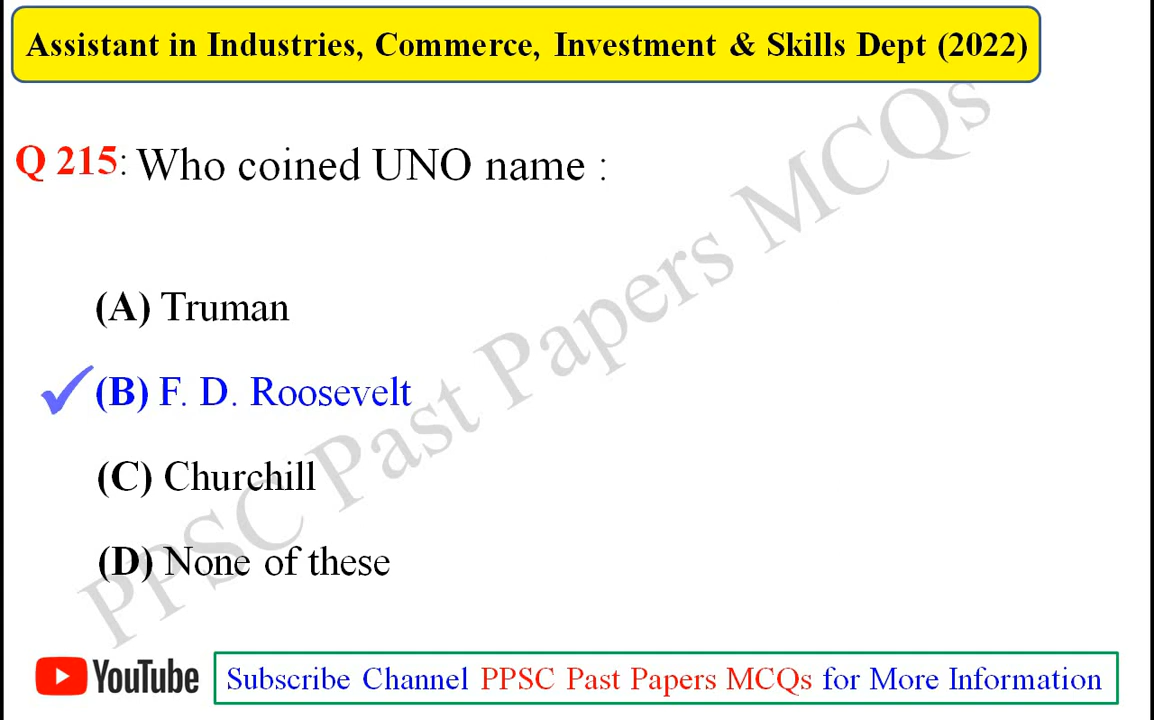 Assistant in Industries, Commerce, Investment & Skills Dept (2022)
Q 215: Who coined UNO name :
(A) Truman
(B) F. D. Roosevelt
(C) Churchill
(D) None of these
PPSC Past Papers MCQs
YouTube
Subscribe Channel PPSC Past Papers MCQs for More Information